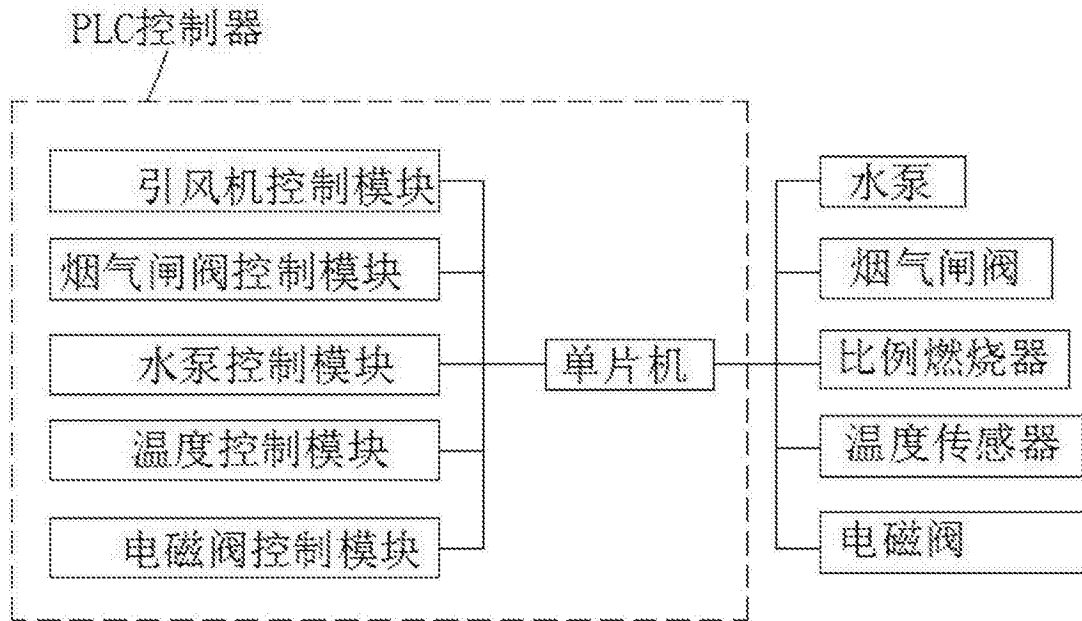 PLC控制器
引风机控制模块
烟气闸阀控制模块
水泵控制模块
温度控制模块
电磁阀控制模块
单片机
水泵
烟气闸阀
比例燃烧器
温度传感器
电磁阀